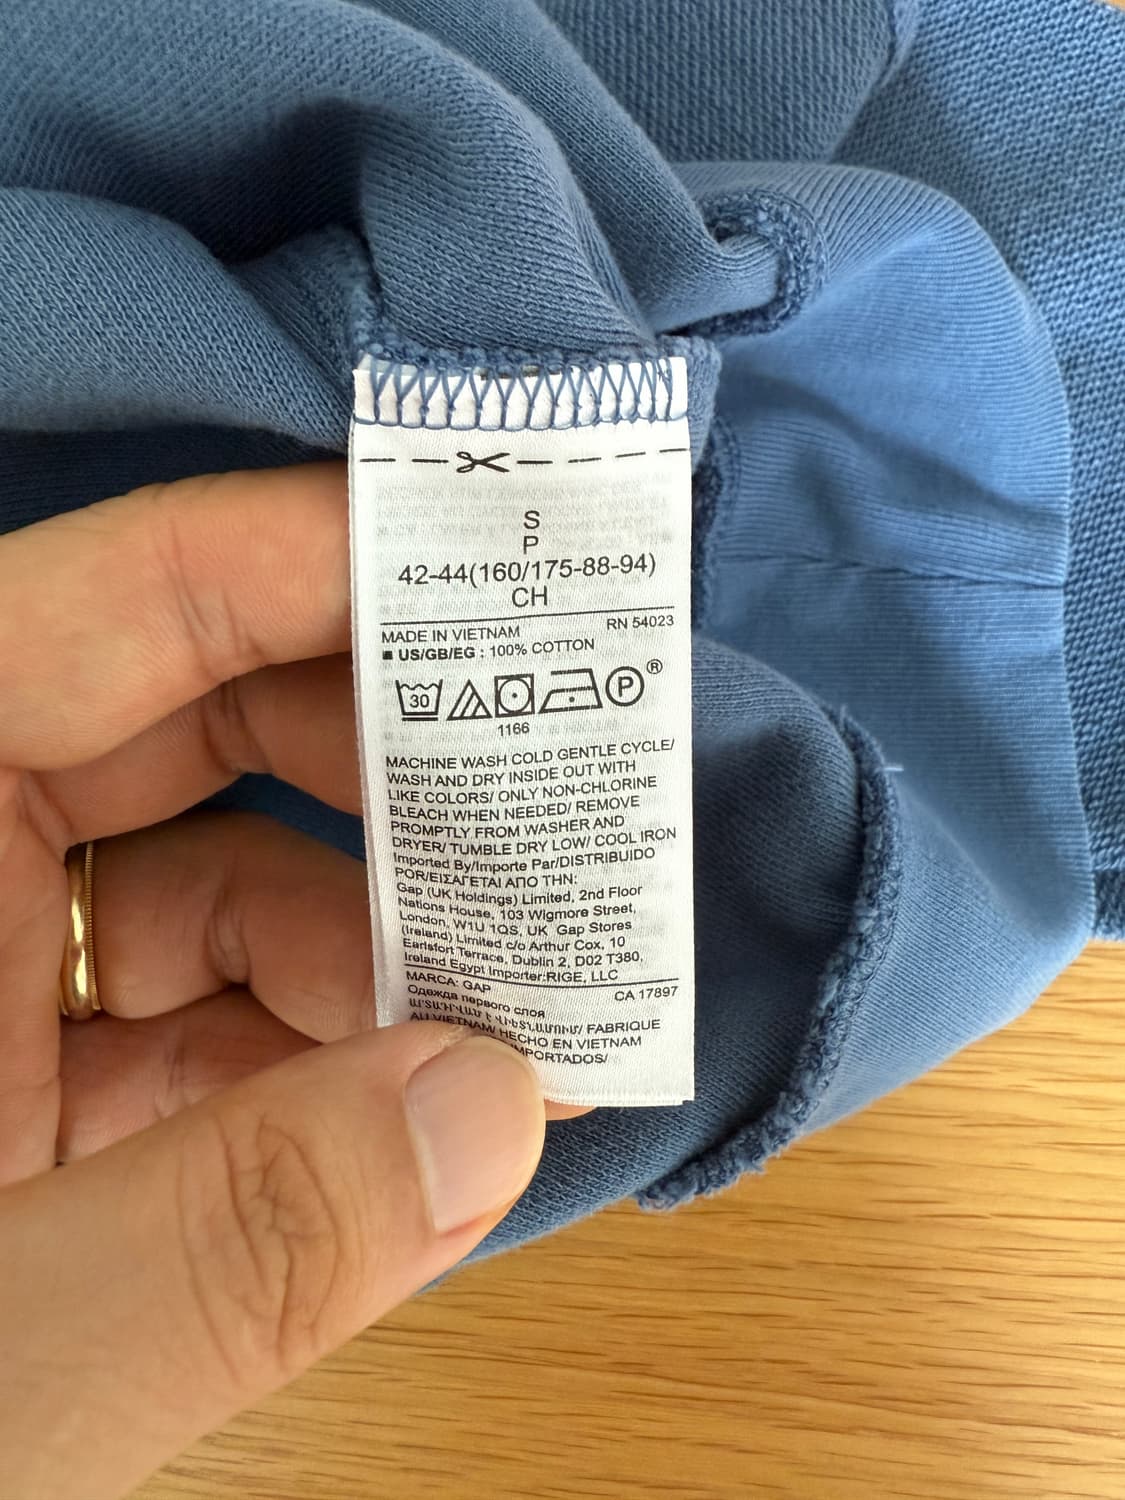 S
P
42-44(160/175-88-94)
CH
MADE IN VIETNAM RN 54023
■ US/GB/EG : 100% COTTON
30 P ®
1166
MACHINE WASH COLD GENTLE CYCLE/
WASH AND DRY INSIDE OUT WITH
LIKE COLORS/ ONLY NON-CHLORINE
BLEACH WHEN NEEDED/ REMOVE
PROMPTLY FROM WASHER AND
DRYER/ TUMBLE DRY LOW/ COOL IRON
Imported By/Importe Par/DISTRIBUIDO
POR/ΕΙΣΑΓΕΤΑΙ ΑΠΟ ΤΗΝ:
Gap (UK Holdings) Limited, 2nd Floor
Nations House, 103 Wigmore Street,
London, W1U 1QS, UK Gap Stores
(Ireland) Limited c/o Arthur Cox, 10
Earlsfort Terrace, Dublin 2, D02 T380,
Ireland Egypt Importer:RIGE, LLC
MARCA: GAP CA 17897
Одежда первого слоя
FABRIQUE
AU VIETNAM/ HECHO EN VIETNAM